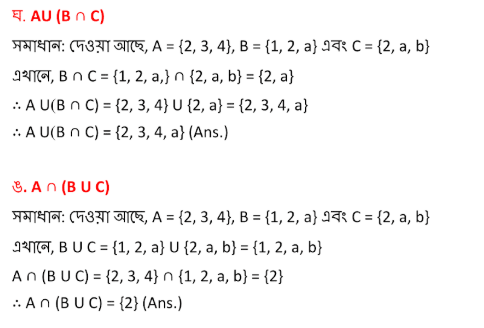 ঘ. AU (B ∩ C)
সমাধান: দেওয়া আছে, A = {2, 3, 4}, B = {1, 2, a} এবং C = {2, a, b}
এখানে, B ∩ C = {1, 2, a,} ∩ {2, a, b} = {2, a}
∴ A U(B ∩ C) = {2, 3, 4} U {2, a} = {2, 3, 4, a}
∴ A U(B ∩ C) = {2, 3, 4, a} (Ans.)
ঙ. A ∩ (B U C)
সমাধান: দেওয়া আছে, A = {2, 3, 4}, B = {1, 2, a} এবং C = {2, a, b}
এখানে, B U C = {1, 2, a} U {2, a, b} = {1, 2, a, b}
A ∩ (B U C) = {2, 3, 4} ∩ {1, 2, a, b} = {2}
∴ A ∩ (B U C) = {2} (Ans.)